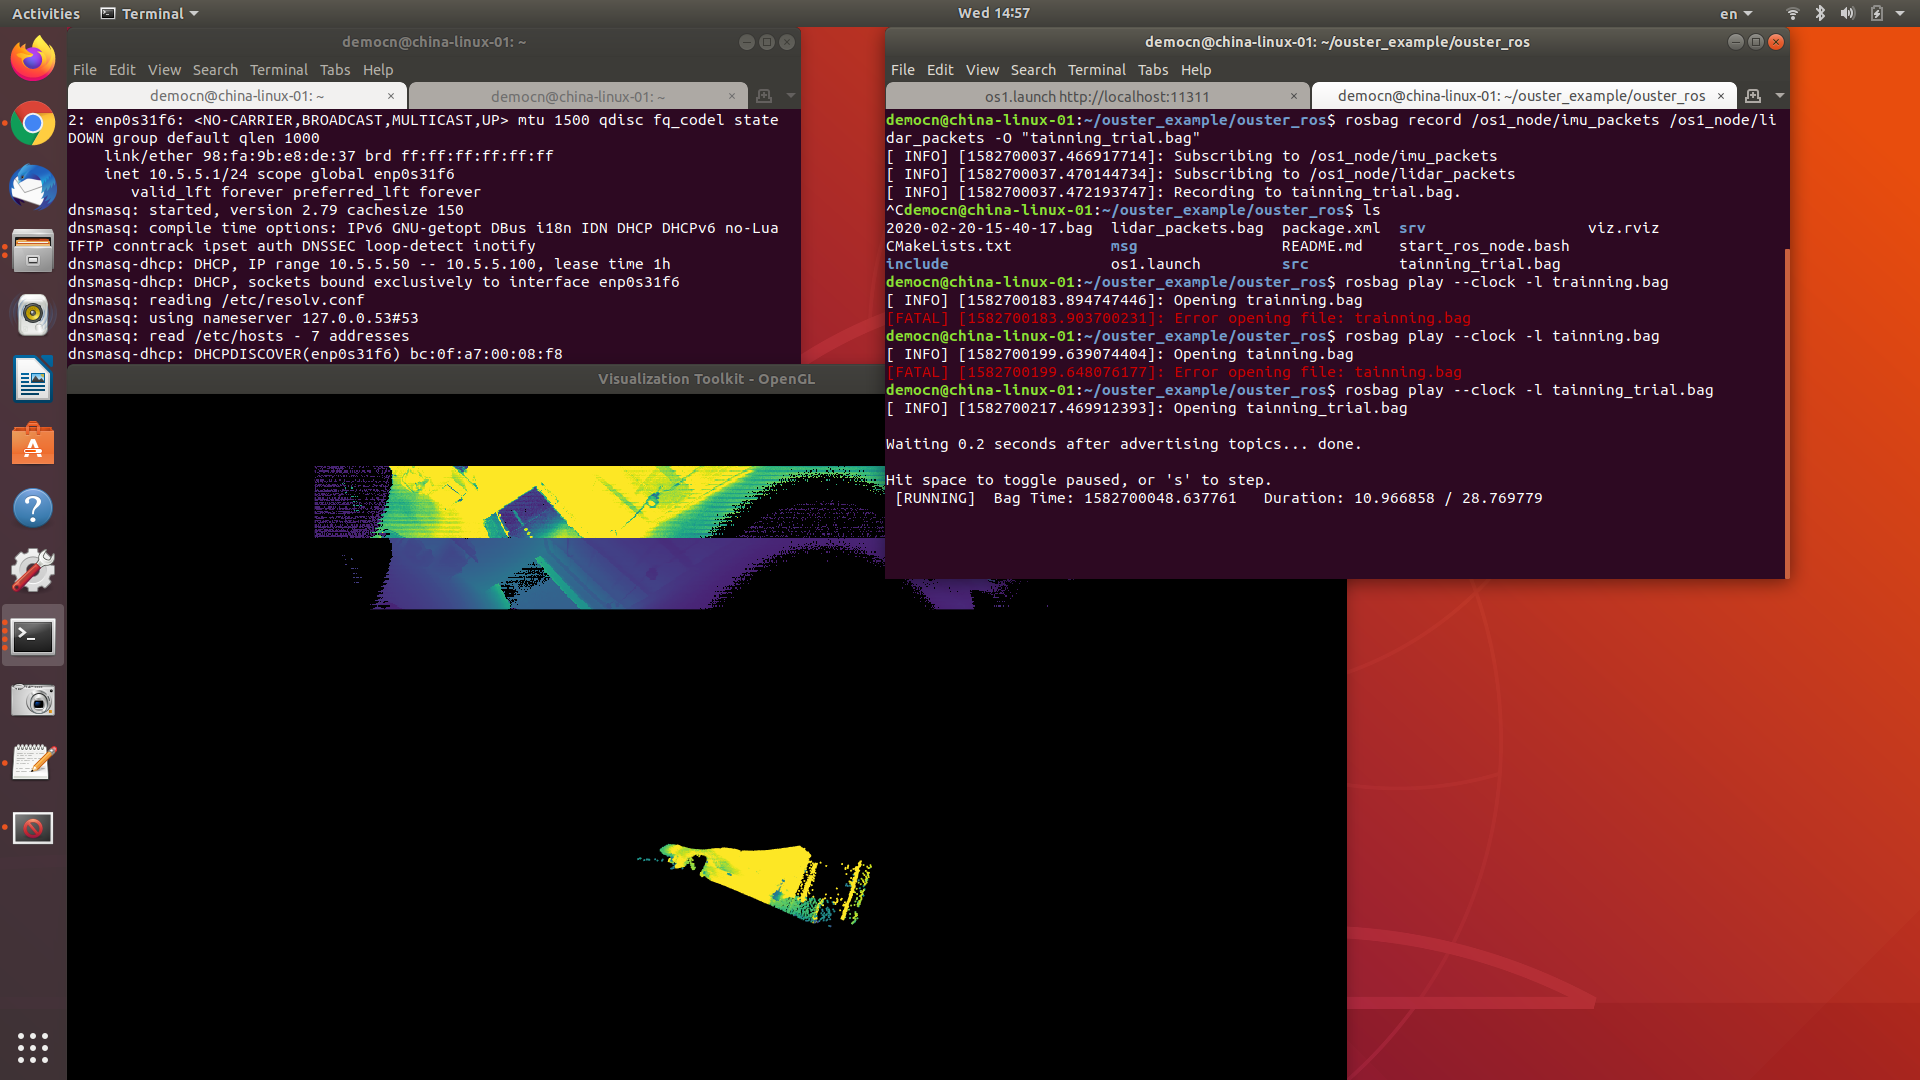 Activities
Terminal
Wed 14:57
en
democn@china-linux-01: ~
File Edit View Search Terminal Tabs Help
democn@china-linux-01: ~ ×
democn@china-linux-01: ~ ×
2: enp0s31f6: <NO-CARRIER,BROADCAST,MULTICAST,UP> mtu 1500 qdisc fq_codel state
DOWN group default qlen 1000
    link/ether 98:fa:9b:e8:de:37 brd ff:ff:ff:ff:ff:ff
    inet 10.5.5.1/24 scope global enp0s31f6
       valid_lft forever preferred_lft forever
dnsmasq: started, version 2.79 cachesize 150
dnsmasq: compile time options: IPv6 GNU-getopt DBus i18n IDN DHCP DHCPv6 no-Lua
TFTP conntrack ipset auth DNSSEC loop-detect inotify
dnsmasq-dhcp: DHCP, IP range 10.5.5.50 -- 10.5.5.100, lease time 1h
dnsmasq-dhcp: DHCP, sockets bound exclusively to interface enp0s31f6
dnsmasq: reading /etc/resolv.conf
dnsmasq: using nameserver 127.0.0.53#53
dnsmasq: read /etc/hosts - 7 addresses
dnsmasq-dhcp: DHCPDISCOVER(enp0s31f6) bc:0f:a7:00:08:f8
Visualization Toolkit - OpenGL
democn@china-linux-01: ~/ouster_example/ouster_ros
File Edit View Search Terminal Tabs Help
os1.launch http://localhost:11311 ×
democn@china-linux-01: ~/ouster_example/ouster_ros ×
democn@china-linux-01:~/ouster_example/ouster_ros$ rosbag record /os1_node/imu_packets /os1_node/li
dar_packets -O "tainning_trial.bag"
[ INFO] [1582700037.466917714]: Subscribing to /os1_node/imu_packets
[ INFO] [1582700037.470144734]: Subscribing to /os1_node/lidar_packets
[ INFO] [1582700037.472193747]: Recording to tainning_trial.bag.
^Cdemocn@china-linux-01:~/ouster_example/ouster_ros$ ls
2020-02-20-15-40-17.bag  lidar_packets.bag  package.xml  srv                  viz.rviz
CMakeLists.txt           msg                README.md    start_ros_node.bash
include                  os1.launch         src          tainning_trial.bag
democn@china-linux-01:~/ouster_example/ouster_ros$ rosbag play --clock -l trainning.bag
[ INFO] [1582700183.894747446]: Opening trainning.bag
[FATAL] [1582700183.903700231]: Error opening file: trainning.bag
democn@china-linux-01:~/ouster_example/ouster_ros$ rosbag play --clock -l tainning.bag
[ INFO] [1582700199.639074404]: Opening tainning.bag
[FATAL] [1582700199.648076177]: Error opening file: tainning.bag
democn@china-linux-01:~/ouster_example/ouster_ros$ rosbag play --clock -l tainning_trial.bag
[ INFO] [1582700217.469912393]: Opening tainning_trial.bag
Waiting 0.2 seconds after advertising topics... done.
Hit space to toggle paused, or 's' to step.
 [RUNNING]  Bag Time: 1582700048.637761   Duration: 10.966858 / 28.769779